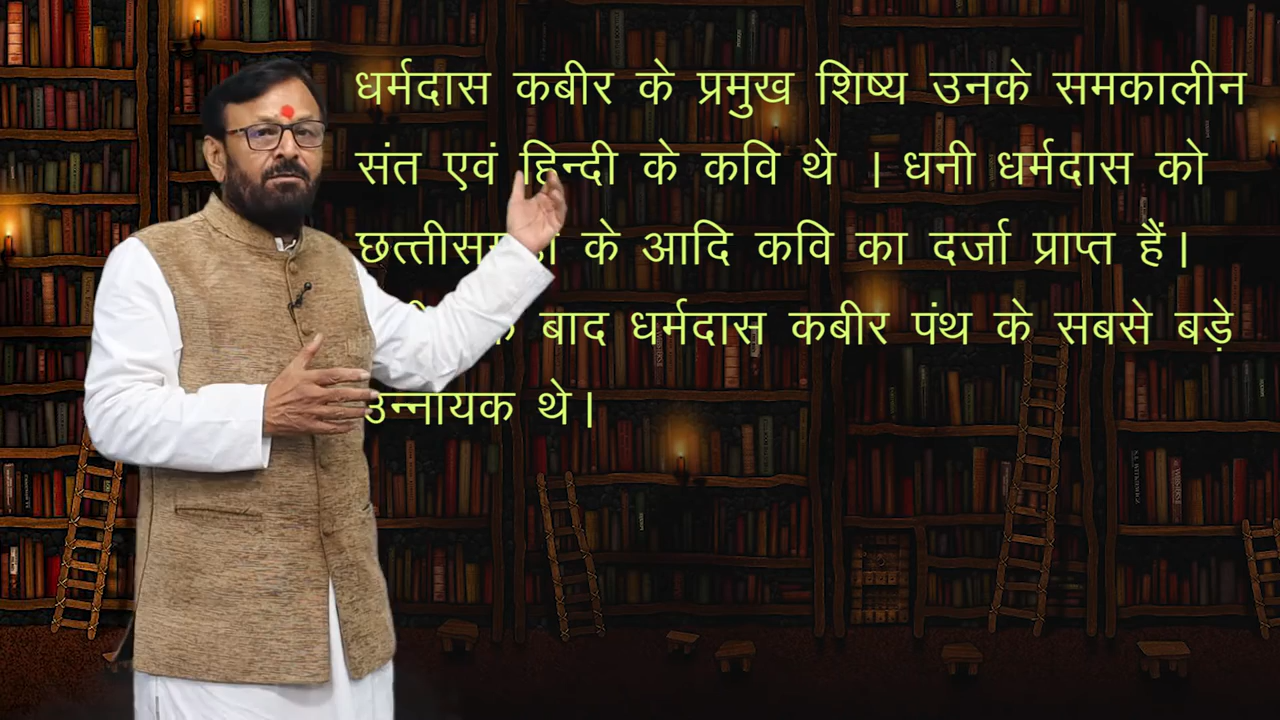 धर्मदास कबीर के प्रमुख शिष्य उनके समकालीन
संत एवं हिन्दी के कवि थे । धनी धर्मदास को
के आदि कवि का दर्जा प्राप्त हैं।
बाद धर्मदास कबीर पंथ के सबसे बड़े
उन्नायक थे।